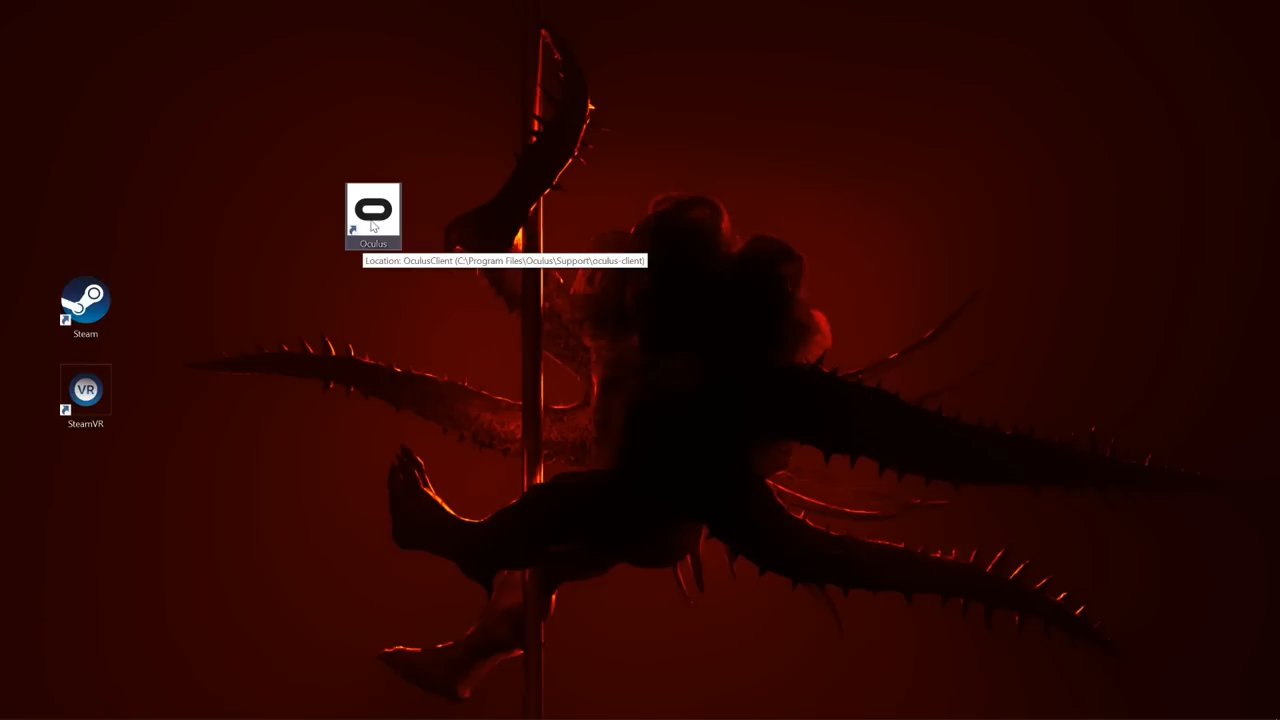 Oculus
Location: OculusClient (C:\Program Files\Oculus\Support\oculus-client)
Steam
VR
SteamVR